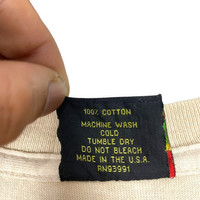 100% COTTON
MACHINE WASH
COLD
TUMBLE DRY
DO NOT BLEACH
MADE IN THE U.S.A.
RN93991